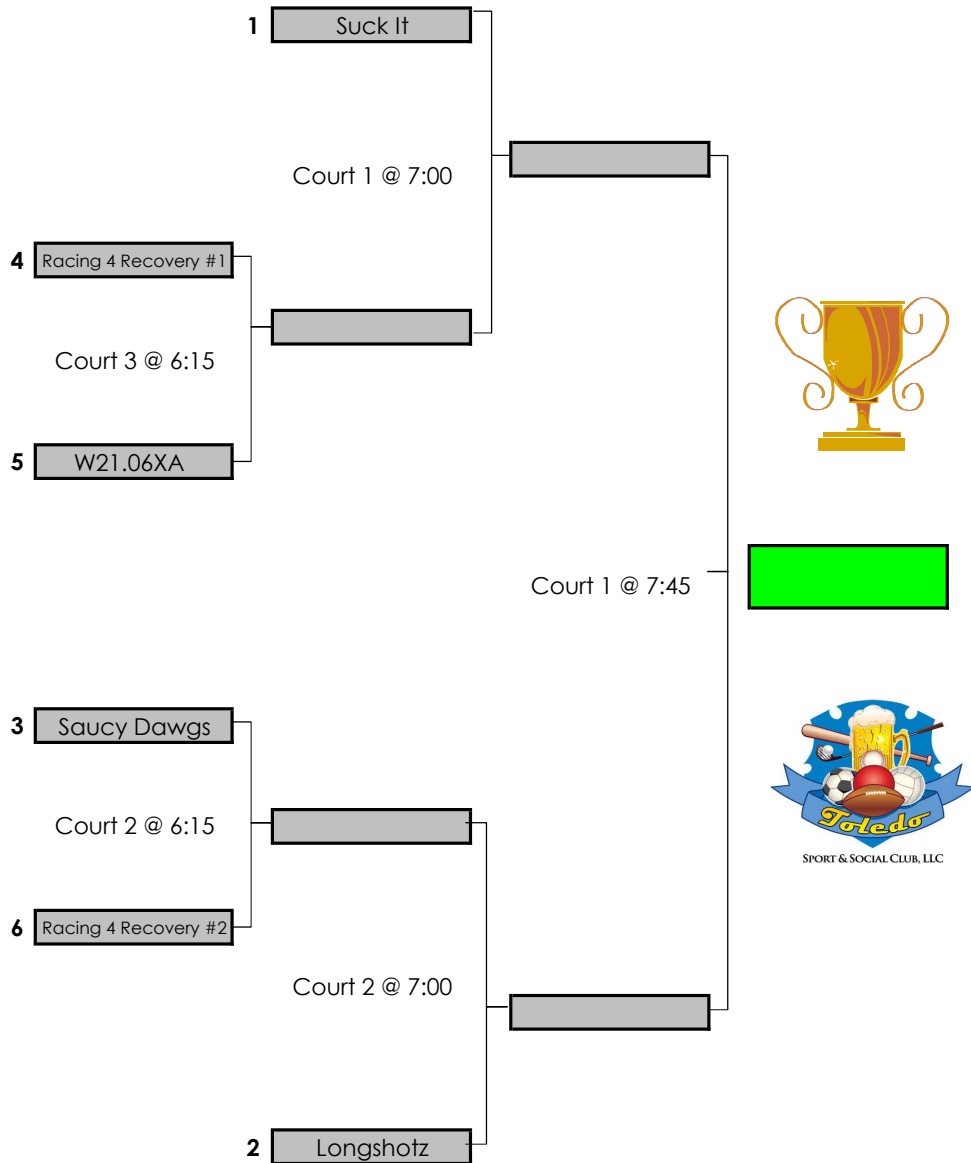 1 Suck It
Court 1 @ 7:00
4 Racing 4 Recovery #1
Court 3 @ 6:15
5 W21.06XA
Court 1 @ 7:45
3 Saucy Dawgs
Court 2 @ 6:15
6 Racing 4 Recovery #2
Court 2 @ 7:00
2 Longshotz
Toledo
SPORT & SOCIAL CLUB, LLC